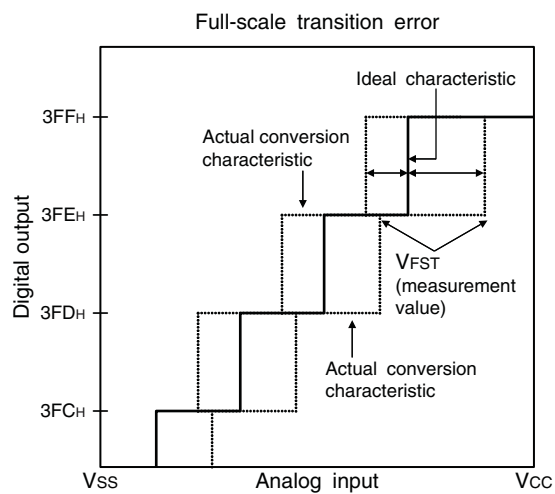 Full-scale transition error
Ideal characteristic
3FFH
Actual conversion
characteristic
3FEH
VFST
(measurement
value)
Digital output
3FDH
Actual conversion
characteristic
3FCH
VSS
Analog input
VCC